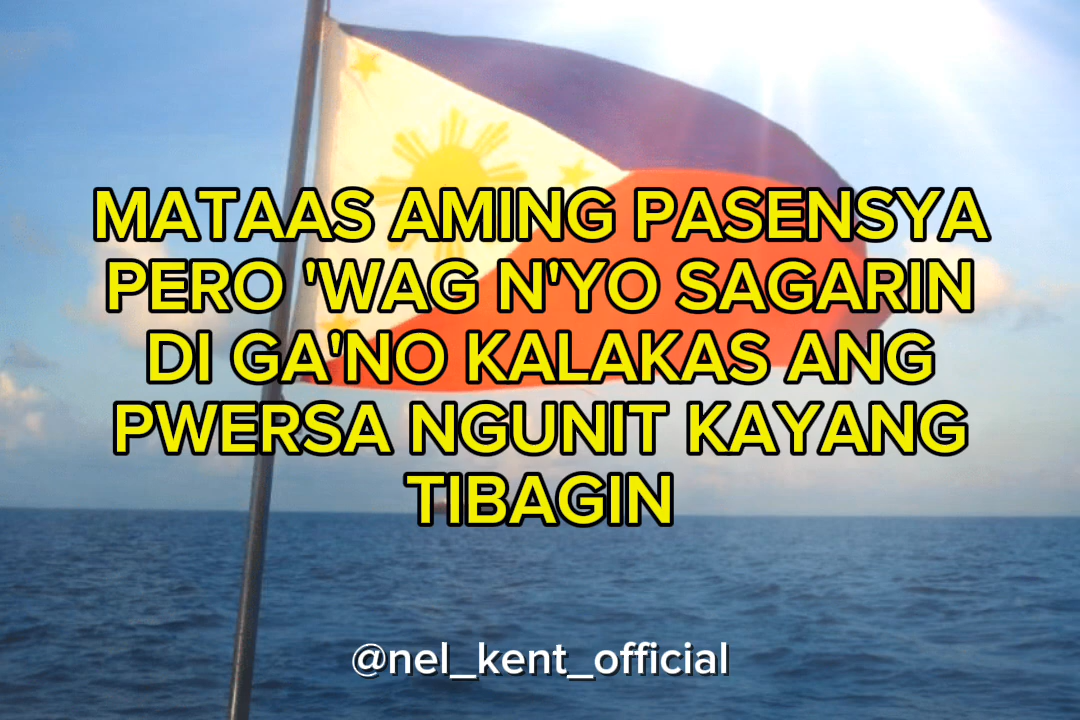 MATAAS AMING PASENSYA
PERO 'WAG N'YO SAGARIN
DI GA'NO KALAKAS ANG
PWERSA NGUNIT KAYANG
TIBAGIN
@nel_kent_official